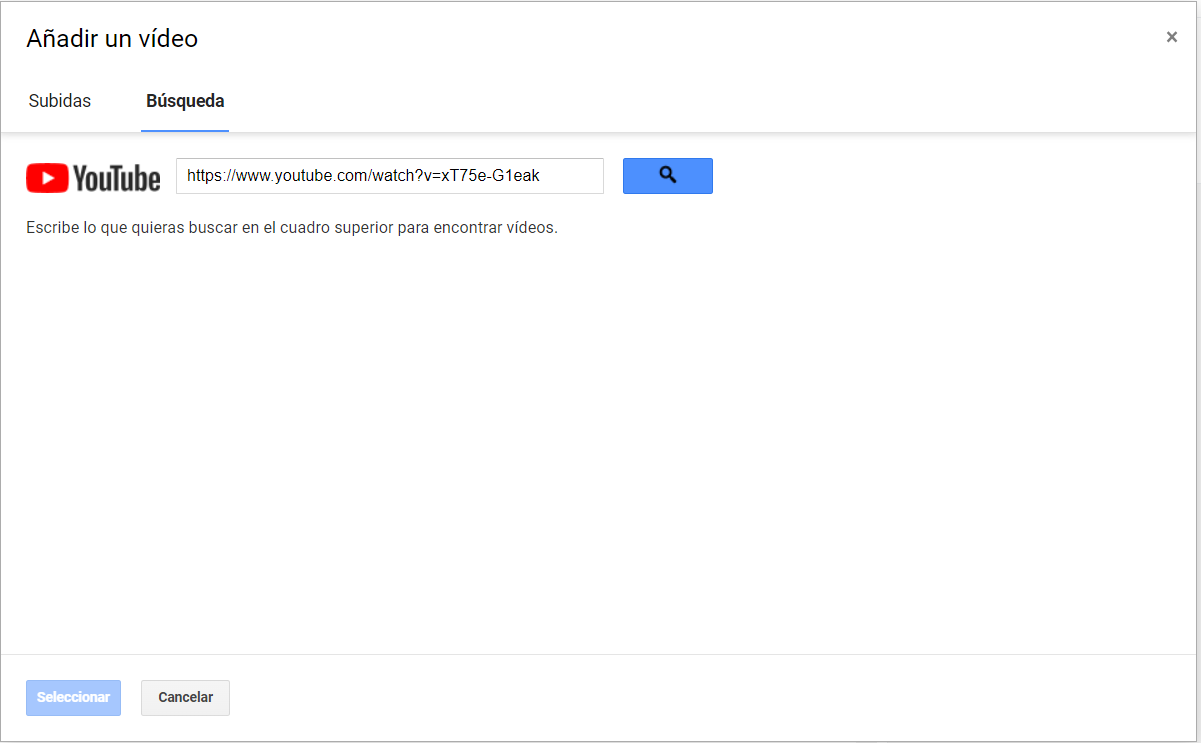 Añadir un vídeo
×
Subidas
Búsqueda
YouTube
https://www.youtube.com/watch?v=xT75e-G1eak
Escribe lo que quieras buscar en el cuadro superior para encontrar vídeos.
Seleccionar
Cancelar